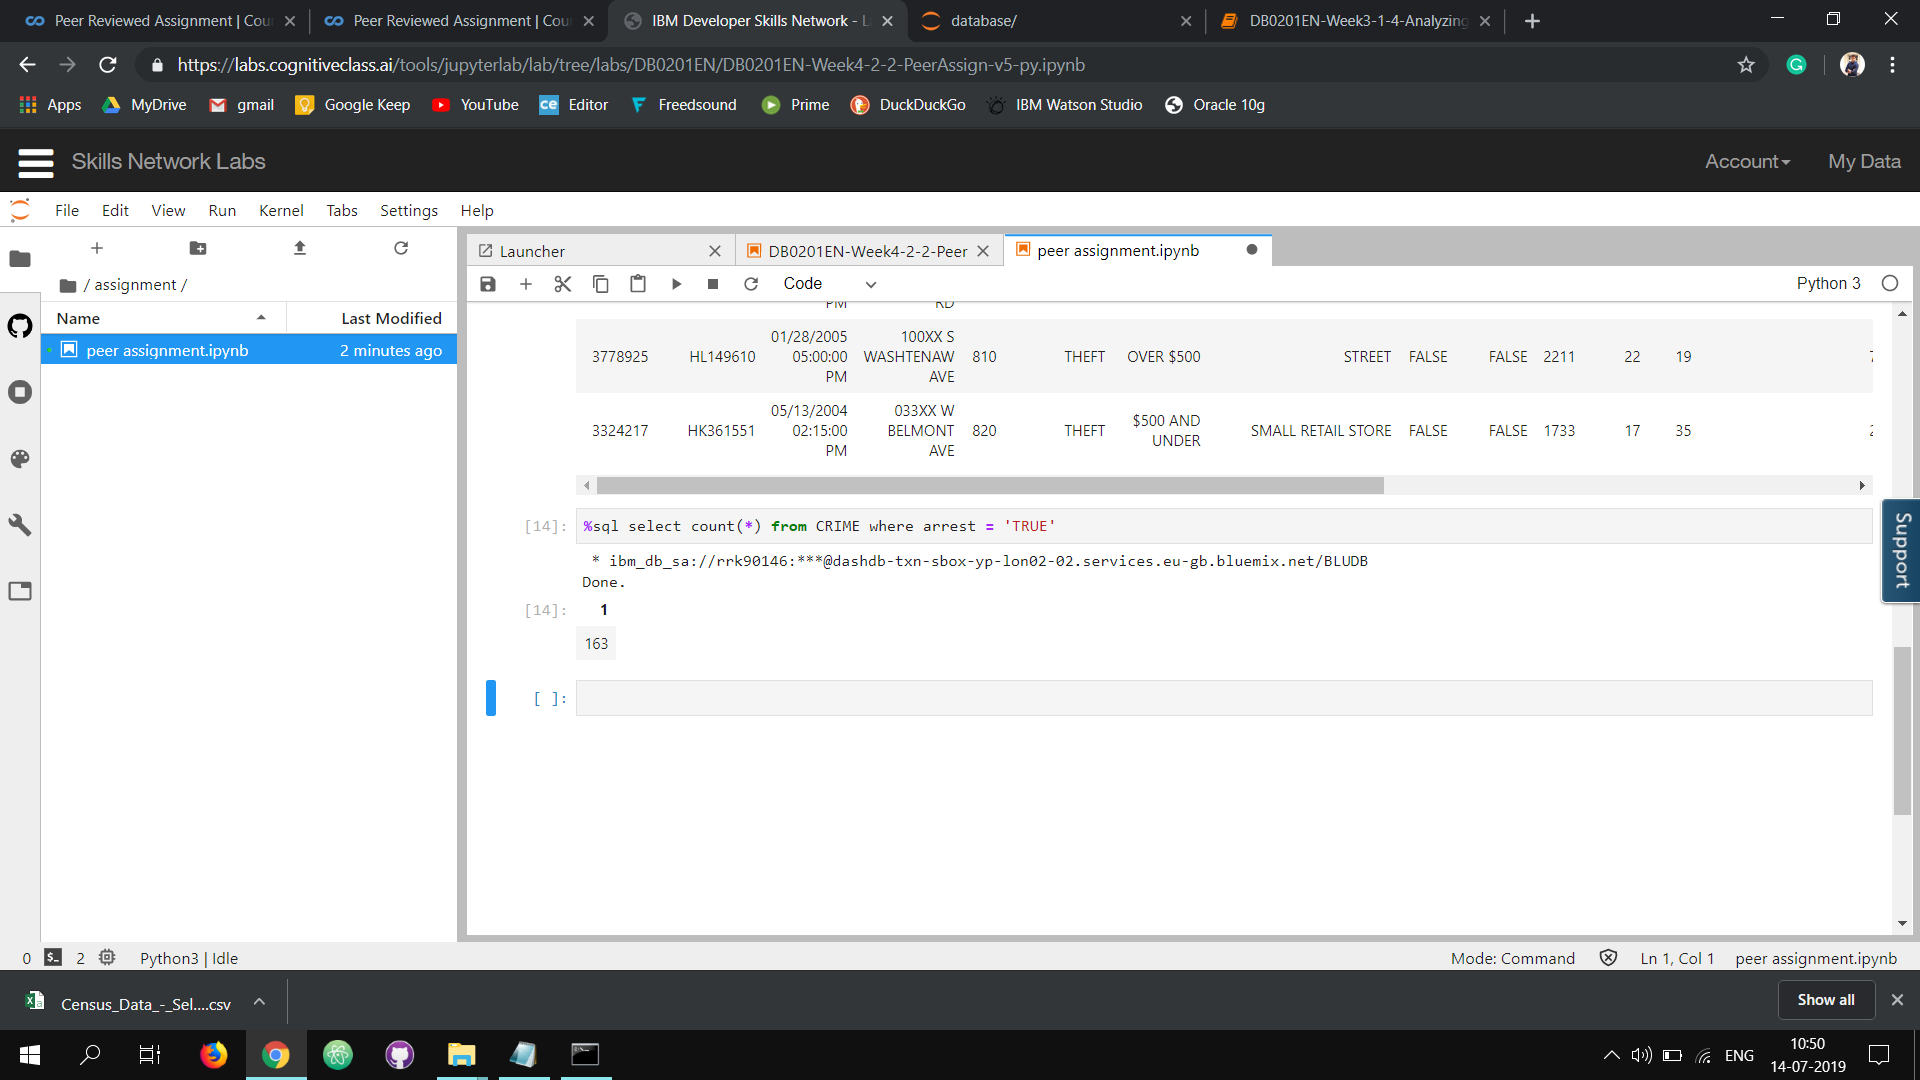 Peer Reviewed Assignment | Cou
Peer Reviewed Assignment | Cou
IBM Developer Skills Network - L
database/
DB0201EN-Week3-1-4-Analyzing
https://labs.cognitiveclass.ai/tools/jupyterlab/lab/tree/labs/DB0201EN/DB0201EN-Week4-2-2-PeerAssign-v5-py.ipynb
Apps MyDrive gmail Google Keep YouTube Editor Freedsound Prime DuckDuckGo IBM Watson Studio Oracle 10g
Skills Network Labs
Account
My Data
File Edit View Run Kernel Tabs Settings Help
/ assignment /
Name
Last Modified
peer assignment.ipynb
2 minutes ago
Launcher
DB0201EN-Week4-2-2-Peer
peer assignment.ipynb
Code
Python 3
PM RD
3778925 HL149610 01/28/2005 05:00:00 PM 100XX S WASHTENAW AVE 810 THEFT OVER $500 STREET FALSE FALSE 2211 22 19
3324217 HK361551 05/13/2004 02:15:00 PM 033XX W BELMONT AVE 820 THEFT $500 AND UNDER SMALL RETAIL STORE FALSE FALSE 1733 17 35
[14]: %sql select count(*) from CRIME where arrest = 'TRUE'
* ibm_db_sa://rrk90146:***@dashdb-txn-sbox-yp-lon02-02.services.eu-gb.bluemix.net/BLUDB
Done.
[14]: 1
163
[ ]:
Support
0
2
Python3 | Idle
Mode: Command
Ln 1, Col 1
peer assignment.ipynb
Census_Data_-_Sel....csv
Show all
ENG
10:50
14-07-2019